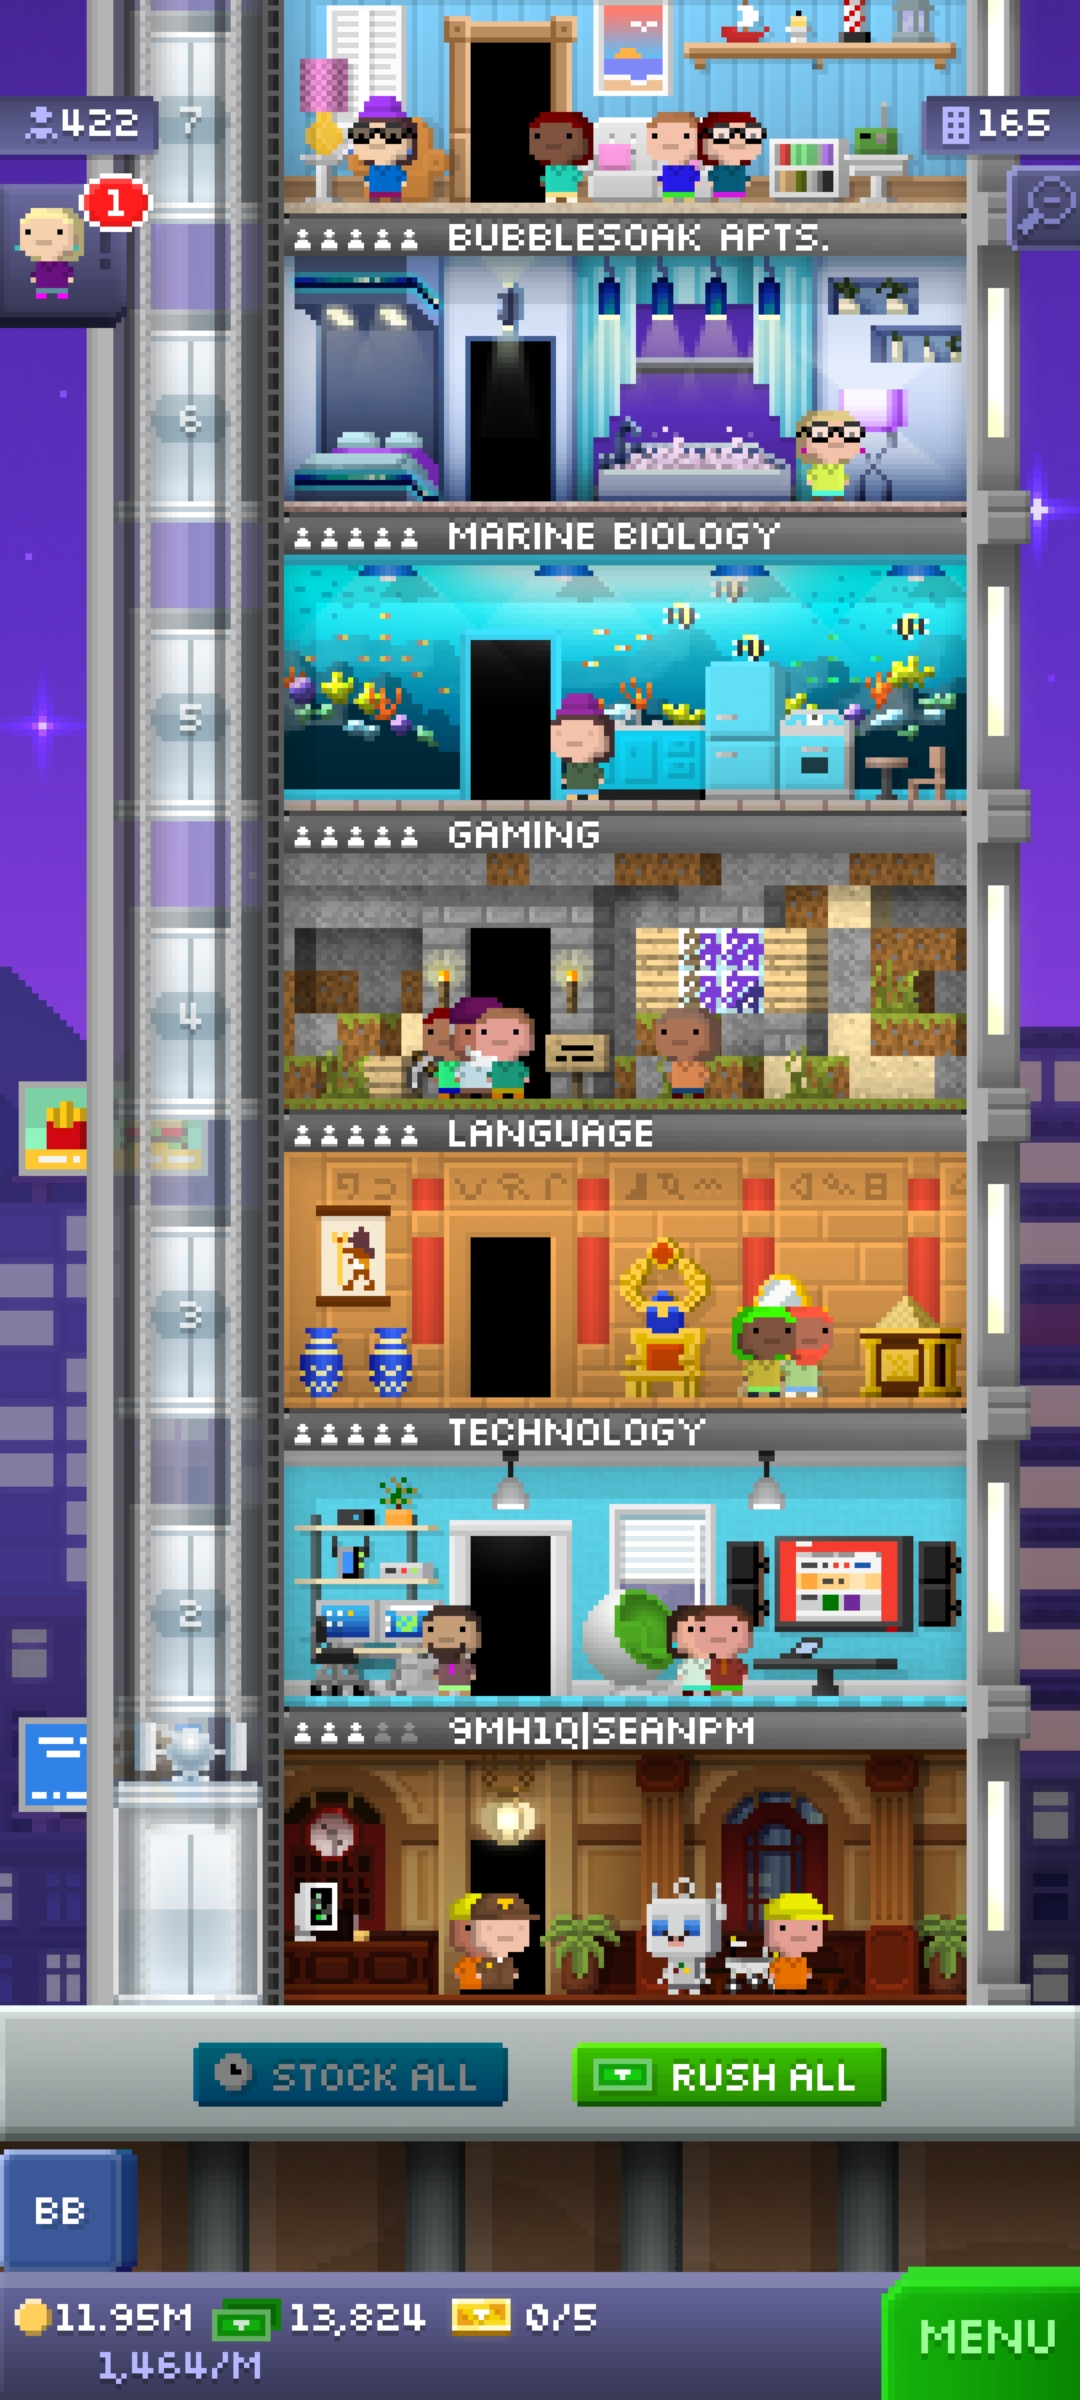 422
7
165
1
BUBBLESOAK APTS.
6
MARINE BIOLOGY
5
GAMING
4
LANGUAGE
3
TECHNOLOGY
2
9MH1Q|SEANPM
STOCK ALL
RUSH ALL
BB
11.95M
13,824
0/5
1,464/M
MENU